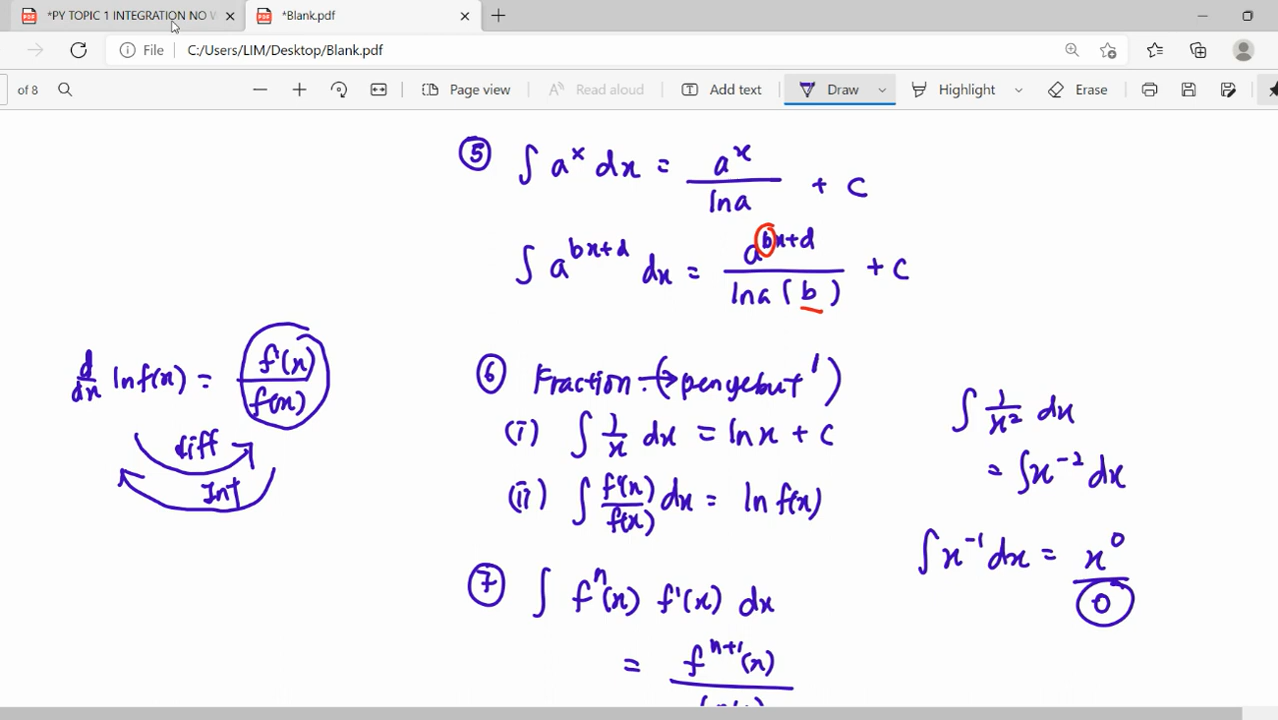 *PY TOPIC 1 INTEGRATION NO W
*Blank.pdf
File
C:/Users/LIM/Desktop/Blank.pdf
of 8
Page view
Read aloud
Add text
Draw
Highlight
Erase
⑤ ∫ a^x dx = a^x / ln a + c
∫ a^(bx+d) dx = a^(bx+d) / ln a (b) + c
d/dx ln f(x) = f'(x) / f(x)
diff
Int
⑥ Fraction. (→ penyebut ')
(i) ∫ 1/x dx = ln x + c
(ii) ∫ f'(x)/f(x) dx = ln f(x)
∫ 1/x² dx
= ∫ x^-2 dx
∫ x^-1 dx = x^0 / 0
⑦ ∫ f^n(x) f'(x) dx
= f^(n+1)(x)